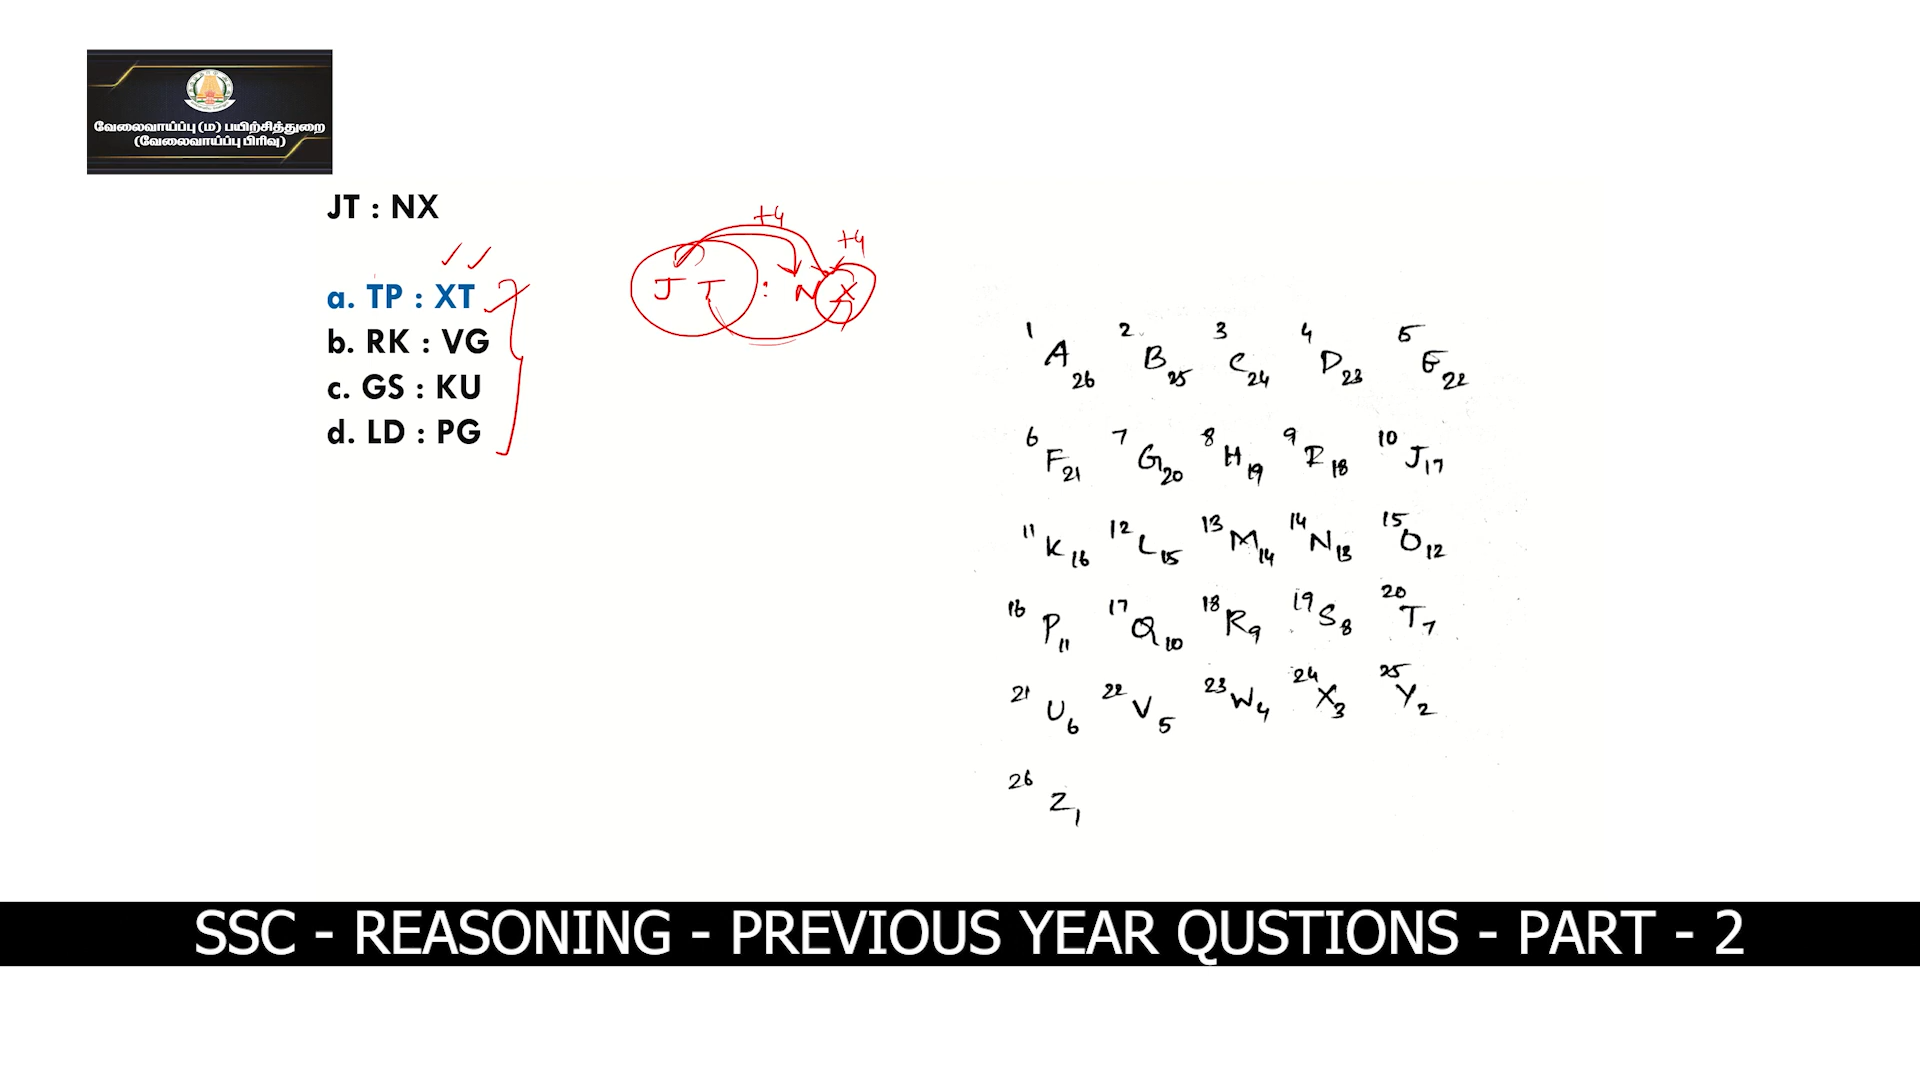 வேலைவாய்ப்பு (ம) பயிற்சித்துறை
(வேலைவாய்ப்பு பிரிவு)
JT : NX
a. TP : XT
b. RK : VG
c. GS : KU
d. LD : PG
+4
+4
J T : N X
1 A 26 2 B 25 3 C 24 4 D 23 5 E 22
6 F 21 7 G 20 8 H 19 9 I 18 10 J 17
11 K 16 12 L 15 13 M 14 14 N 13 15 O 12
16 P 11 17 Q 10 18 R 9 19 S 8 20 T 7
21 U 6 22 V 5 23 W 4 24 X 3 25 Y 2
26 Z 1
SSC - REASONING - PREVIOUS YEAR QUSTIONS - PART - 2